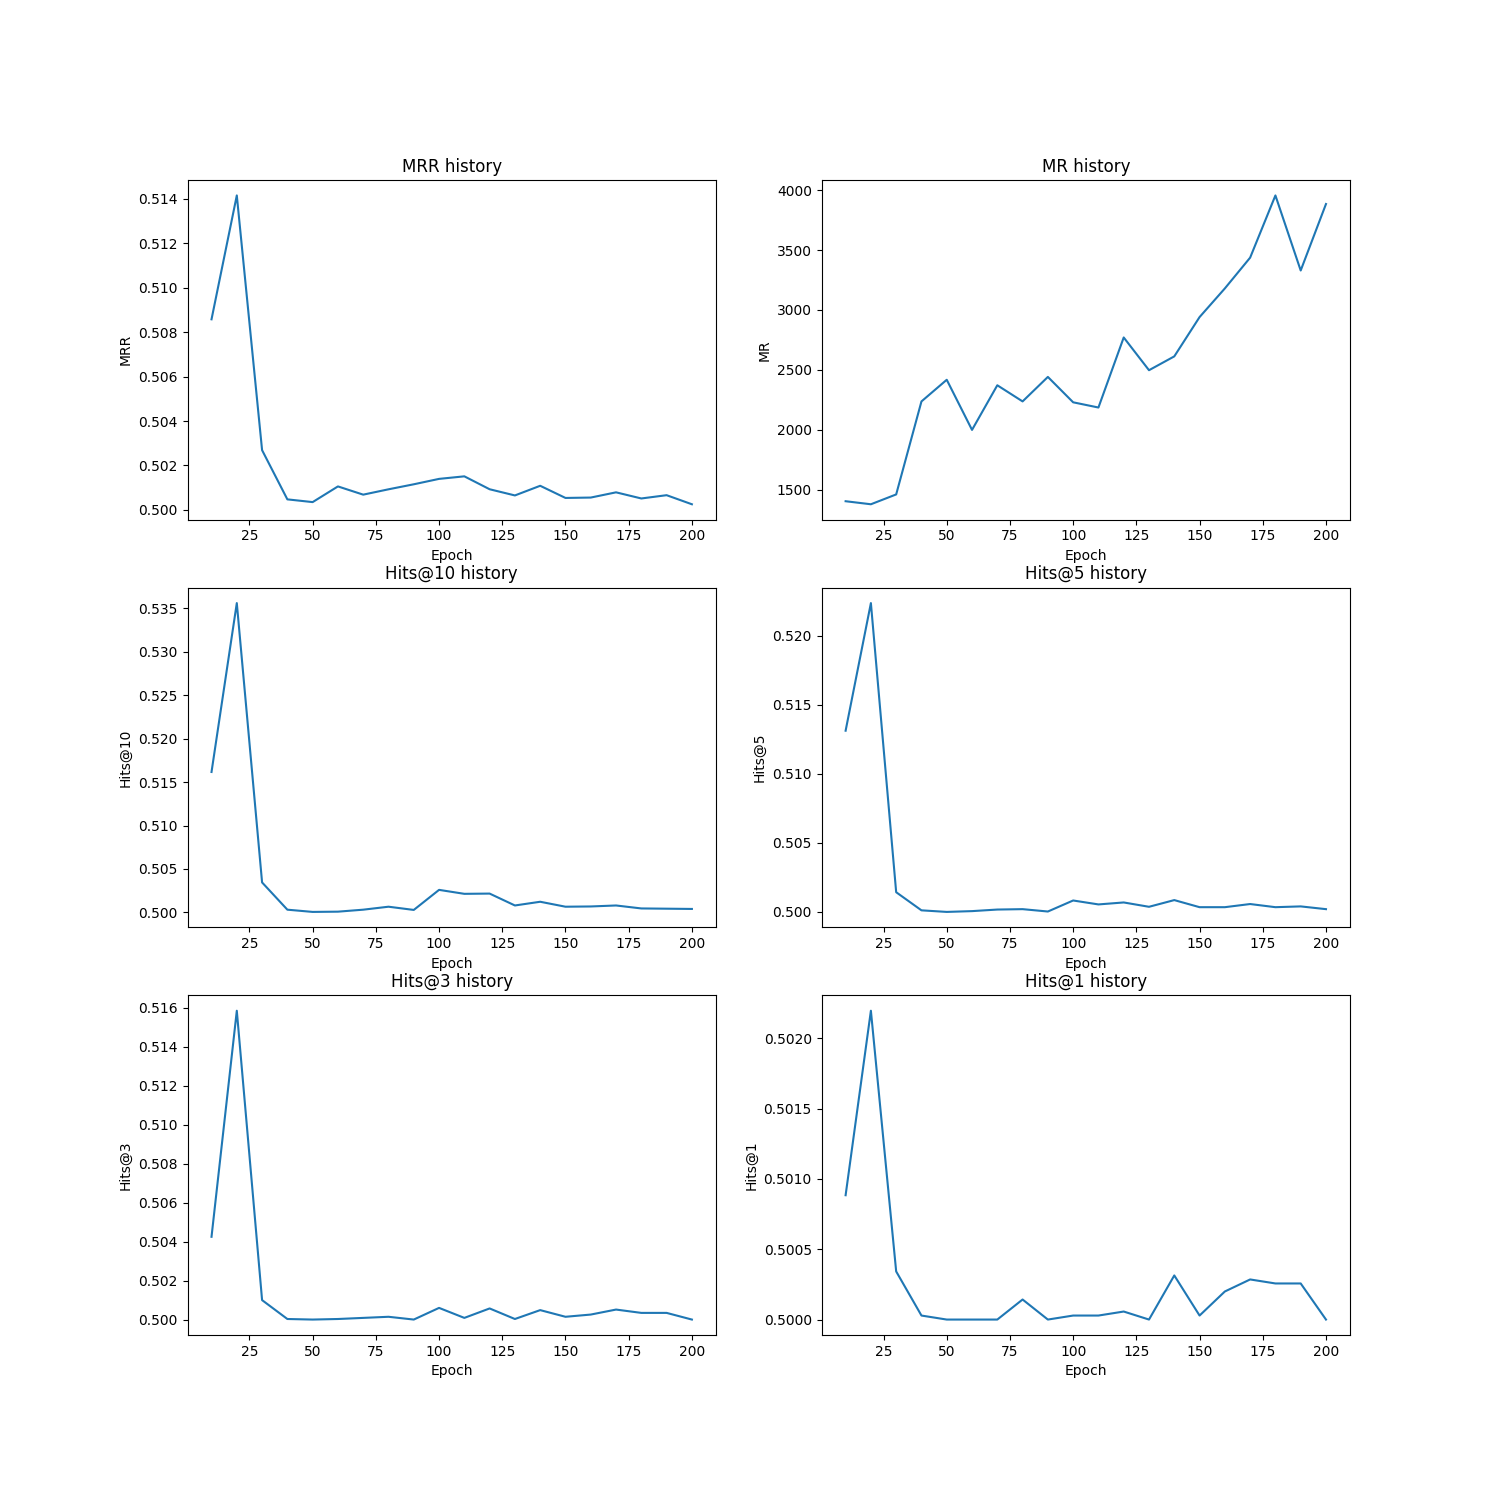 MRR history
0.514
0.512
0.510
0.508
0.506
0.504
0.502
0.500
MRR
25 50 75 100 125 150 175 200
Epoch
MR history
4000
3500
3000
2500
2000
1500
MR
25 50 75 100 125 150 175 200
Epoch
Hits@10 history
0.535
0.530
0.525
0.520
0.515
0.510
0.505
0.500
Hits@10
25 50 75 100 125 150 175 200
Epoch
Hits@5 history
0.520
0.515
0.510
0.505
0.500
Hits@5
25 50 75 100 125 150 175 200
Epoch
Hits@3 history
0.516
0.514
0.512
0.510
0.508
0.506
0.504
0.502
0.500
Hits@3
25 50 75 100 125 150 175 200
Epoch
Hits@1 history
0.5020
0.5015
0.5010
0.5005
0.5000
Hits@1
25 50 75 100 125 150 175 200
Epoch